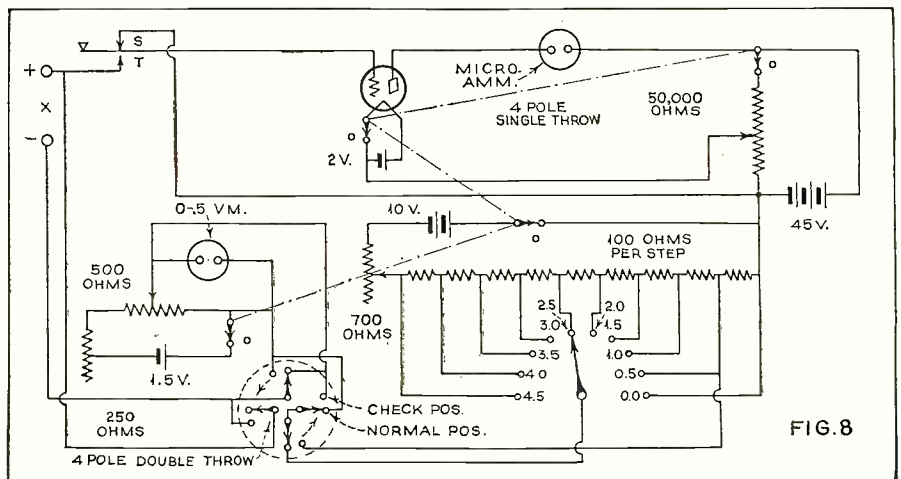 S
T
+
×
−
MICRO-
AMM.
4 POLE
SINGLE THROW
50,000
OHMS
o
o
2 V.
0-.5 VM.
10 V.
o
45 V.
100 OHMS
PER STEP
500
OHMS
700
OHMS
2.5
2.0
3.0
1.5
o
3.5
1.0
1.5 V.
4.0
0.5
4.5
0.0
CHECK POS.
250
OHMS
NORMAL POS.
FIG. 8
4 POLE DOUBLE THROW